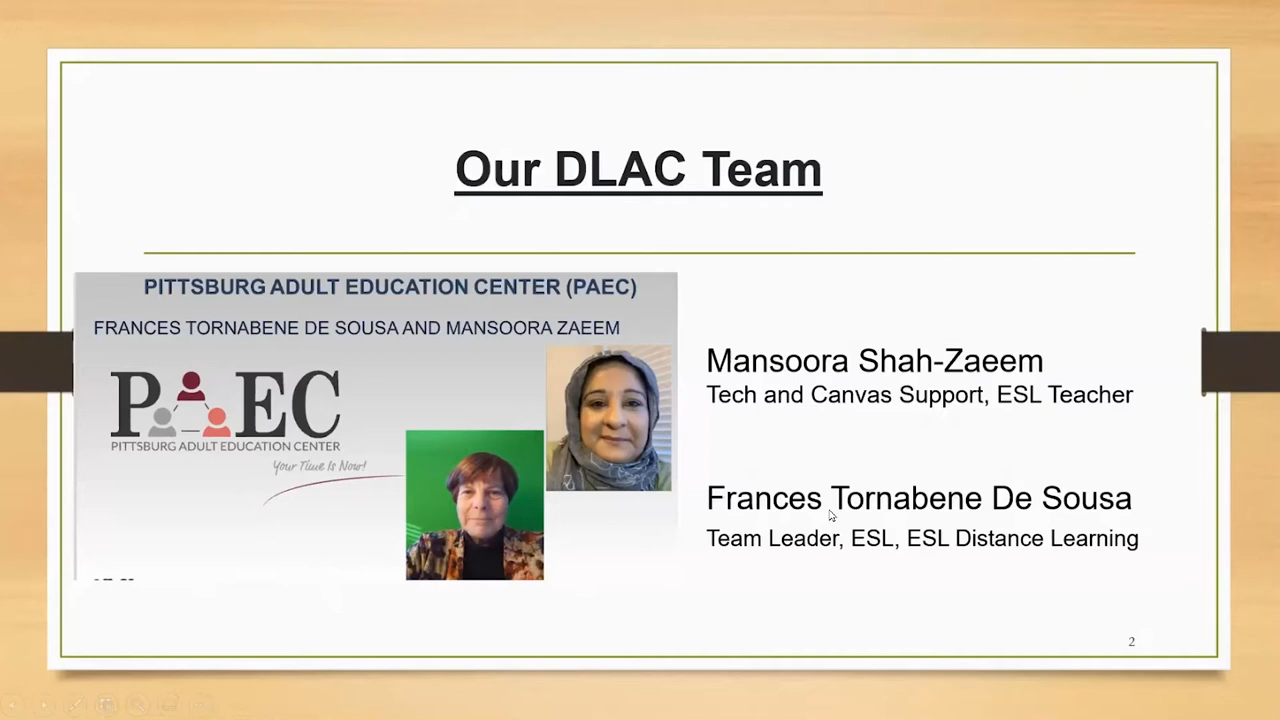 Our DLAC Team
PITTSBURG ADULT EDUCATION CENTER (PAEC)
FRANCES TORNABENE DE SOUSA AND MANSOORA ZAEEM
PAEC
PITTSBURG ADULT EDUCATION CENTER
Your Time Is Now!
Mansoora Shah-Zaeem
Tech and Canvas Support, ESL Teacher
Frances Tornabene De Sousa
Team Leader, ESL, ESL Distance Learning
2